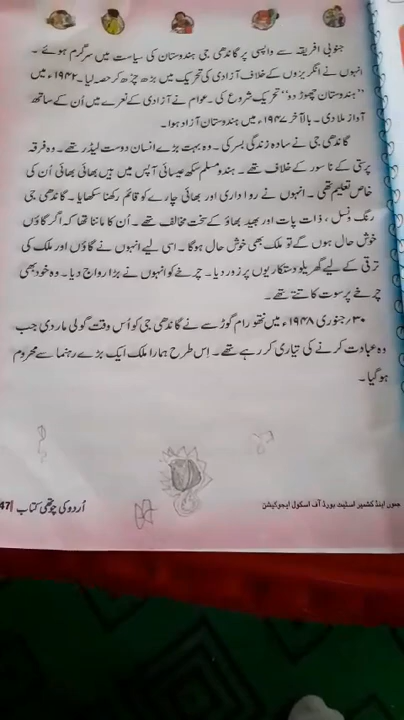 جنوبی افریقہ سے واپسی پر گاندھی جی ہندوستان کی سیاست میں سرگرم ہوئے ۔
انہوں نے انگریزوں کے خلاف آزادی کی تحریک میں بڑھ چڑھ کر حصہ لیا۔ ۱۹۴۲ء میں
’’ہندوستان چھوڑ دو‘‘ تحریک شروع کی ۔ عوام نے آزادی کے نعرے میں اُن کے ساتھ
آواز ملا دی ۔ بالآخر ۱۹۴۷ء میں ہندوستان آزاد ہوا۔
گاندھی جی نے سادہ زندگی بسر کی ۔ وہ بہت بڑے انسان دوست لیڈر تھے ۔ وہ فرقہ
پرستی کے ناسور کے خلاف تھے ۔ ہندو مسلم سکھ عیسائی آپس میں ہیں بھائی بھائی اُن کی
خاص تعلیم تھی ۔ انہوں نے رواداری اور بھائی چارے کو قائم رکھنا سکھایا ۔ گاندھی جی
رنگ و نسل ، ذات پات اور بھید بھاؤ کے سخت مخالف تھے ۔ اُن کا ماننا تھا کہ اگر گاؤں
خوش حال ہوں گے تو ملک بھی خوش حال ہوگا ۔ اسی لیے انہوں نے گاؤں اور ملک کی
ترقی کے لیے گھریلو دستکاریوں پر زور دیا ۔ چرخے کو انہوں نے بڑا رواج دیا ۔ وہ خود بھی
چرخے پر سوت کاتتے تھے ۔
۳۰ ؍جنوری ۱۹۴۸ء میں نتھو رام گوڑسے نے گاندھی جی کو اُس وقت گولی مار دی جب
وہ عبادت کرنے کی تیاری کر رہے تھے ۔ اِس طرح ہمارا ملک ایک بڑے رہنما سے محروم
ہو گیا ۔
جموں اینڈ کشمیر اسٹیٹ بورڈ آف اسکول ایجوکیشن
اُردو کی چوتھی کتاب |47